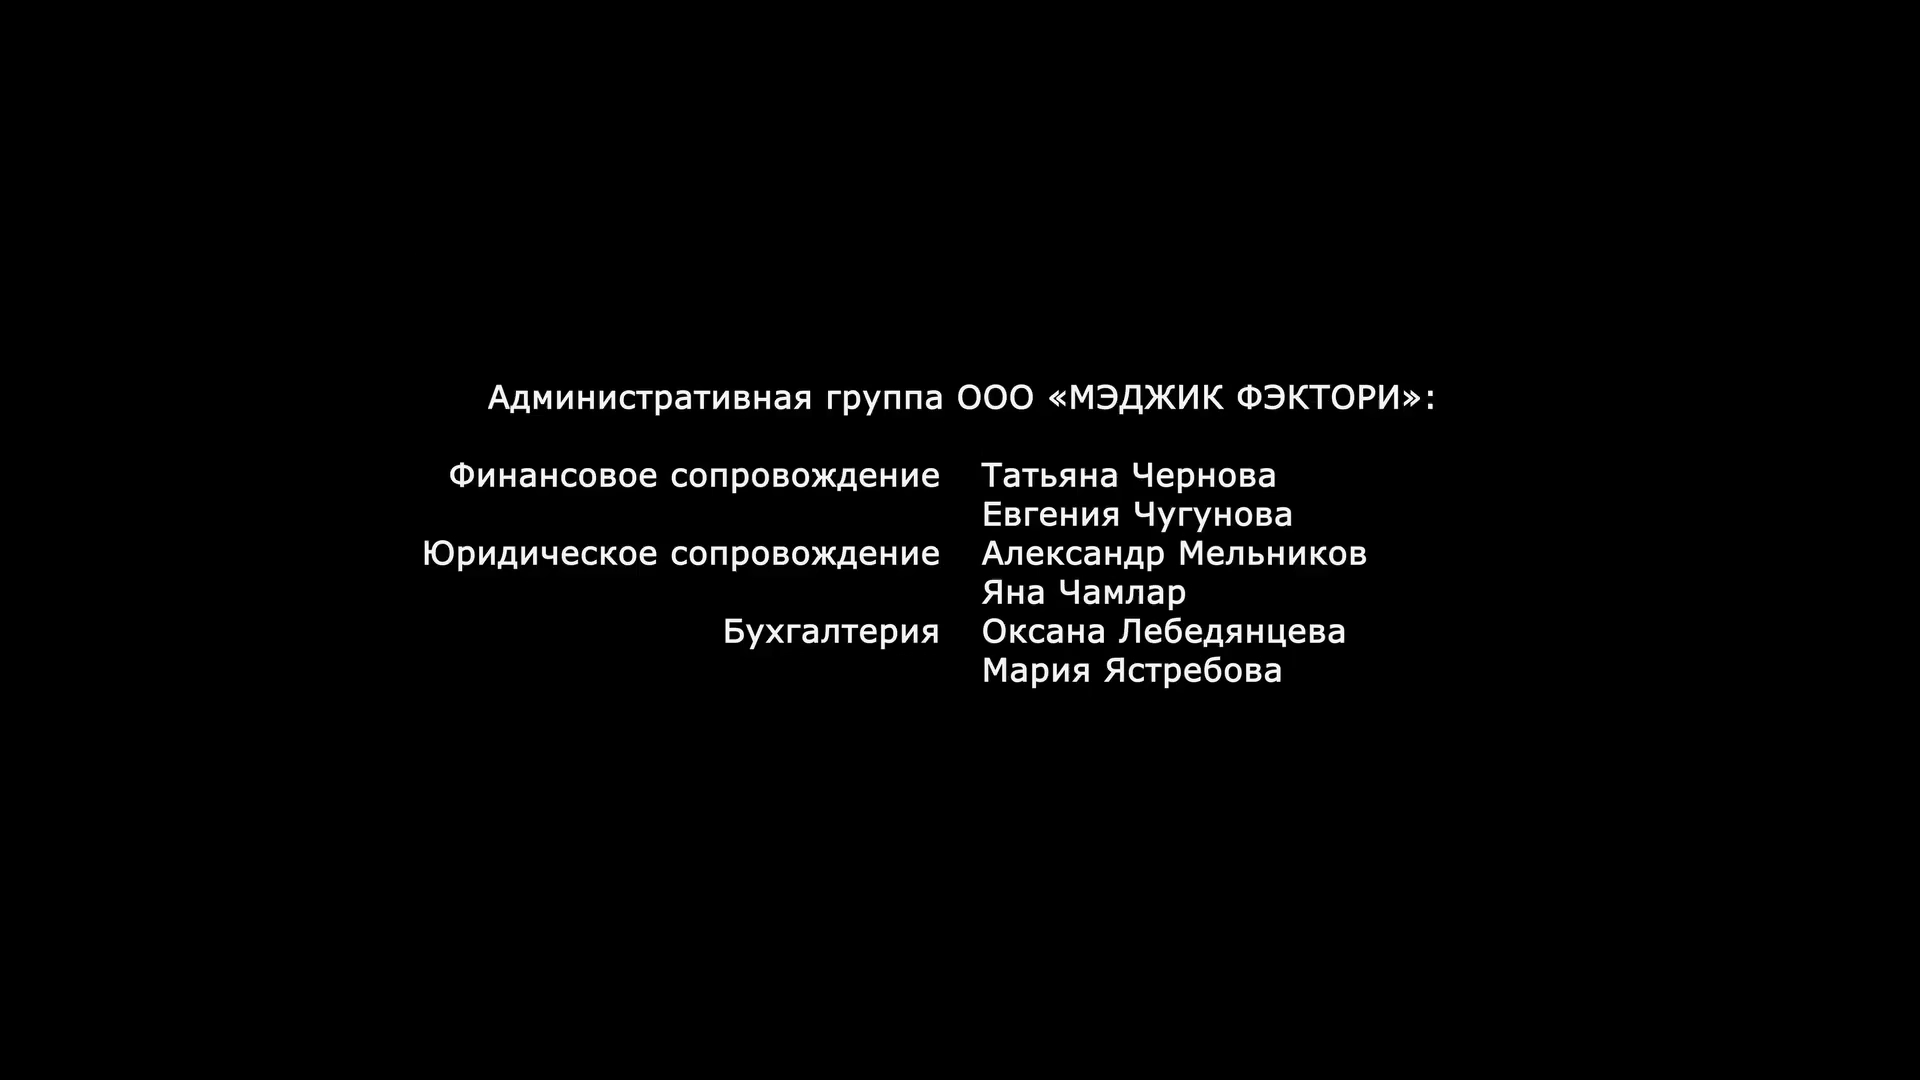 Административная группа ООО «МЭДЖИК ФЭКТОРИ»:
Финансовое сопровождение Татьяна Чернова
Евгения Чугунова
Юридическое сопровождение Александр Мельников
Яна Чамлар
Бухгалтерия Оксана Лебедянцева
Мария Ястребова